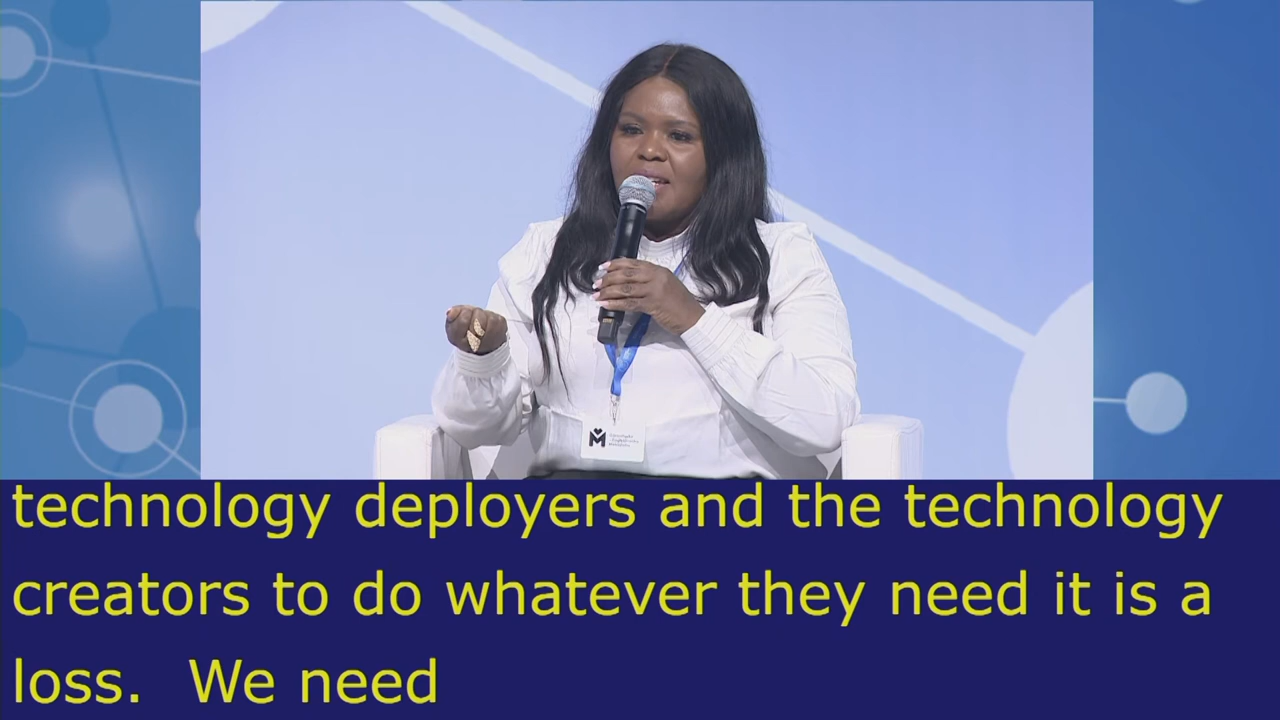 technology deployers and the technology
creators to do whatever they need it is a
loss.  We need